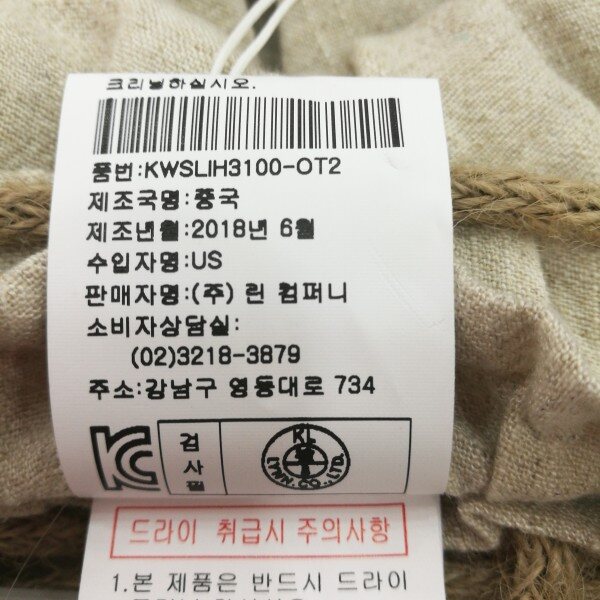 크리닝하십시오.
품번:KWSLIH3100-OT2
제조국명:중국
제조년월:2018년 6월
수입자명:US
판매자명:(주) 린 컴퍼니
소비자상담실:
(02)3218-3879
주소:강남구 영동대로 734
검사필
LYNN.CO.,LTD.
드라이 취급시 주의사항
1.본 제품은 반드시 드라이